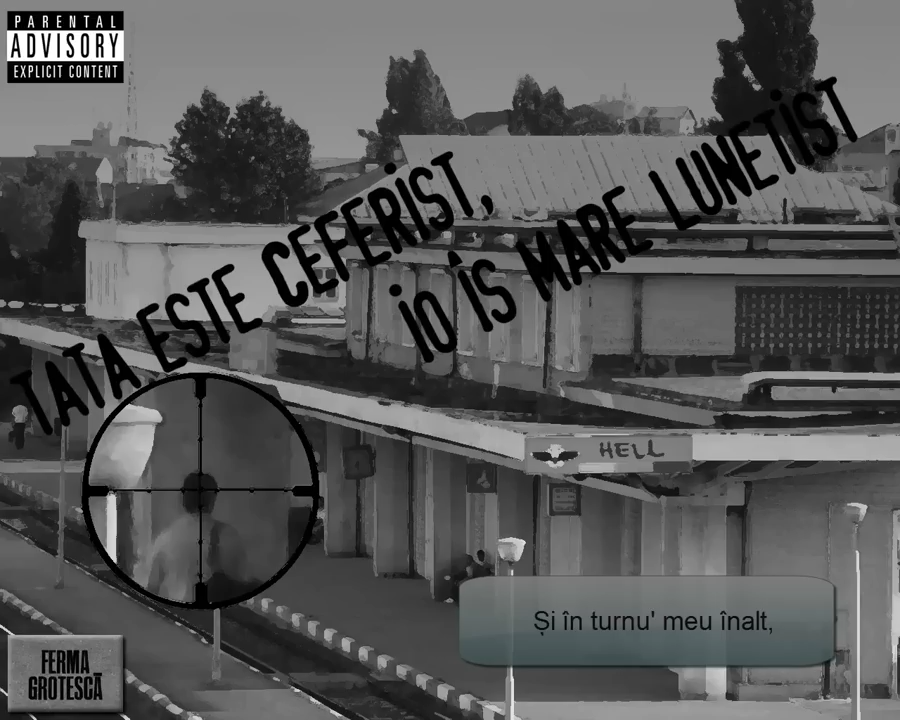 PARENTAL
ADVISORY
EXPLICIT CONTENT
TATA ESTE CEFERiST,
iO iS MARE LUNETiST
HELL
Și în turnu' meu înalt,
FERMA
GROTESCĂ